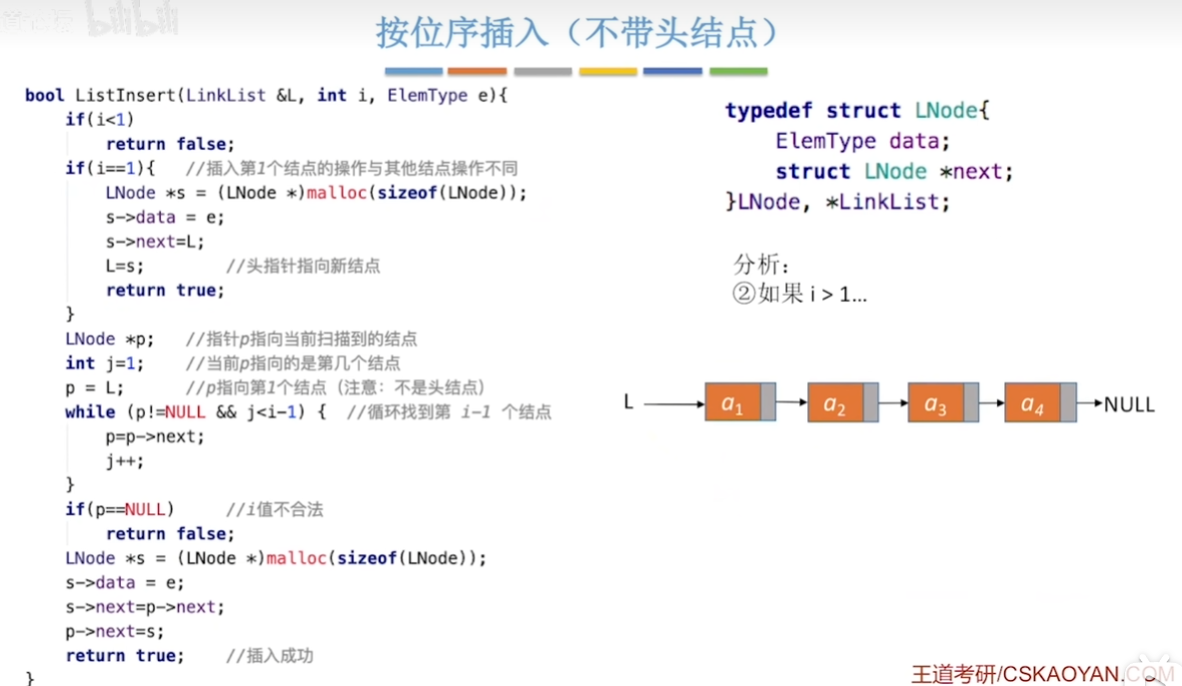 bilibili
按位序插入（不带头结点）
bool ListInsert(LinkList &L, int i, ElemType e){
if(i<1)
return false;
if(i==1){ //插入第1个结点的操作与其他结点操作不同
LNode *s = (LNode *)malloc(sizeof(LNode));
s->data = e;
s->next=L;
L=s; //头指针指向新结点
return true;
}
LNode *p; //指针p指向当前扫描到的结点
int j=1; //当前p指向的是第几个结点
p = L; //p指向第1个结点（注意：不是头结点）
while (p!=NULL && j<i-1) { //循环找到第 i-1 个结点
p=p->next;
j++;
}
if(p==NULL) //i值不合法
return false;
LNode *s = (LNode *)malloc(sizeof(LNode));
s->data = e;
s->next=p->next;
p->next=s;
return true; //插入成功
}
typedef struct LNode{
ElemType data;
struct LNode *next;
}LNode, *LinkList;
分析：
②如果 i > 1…
L a1 a2 a3 a4 NULL
王道考研/CSKAOYAN.COM